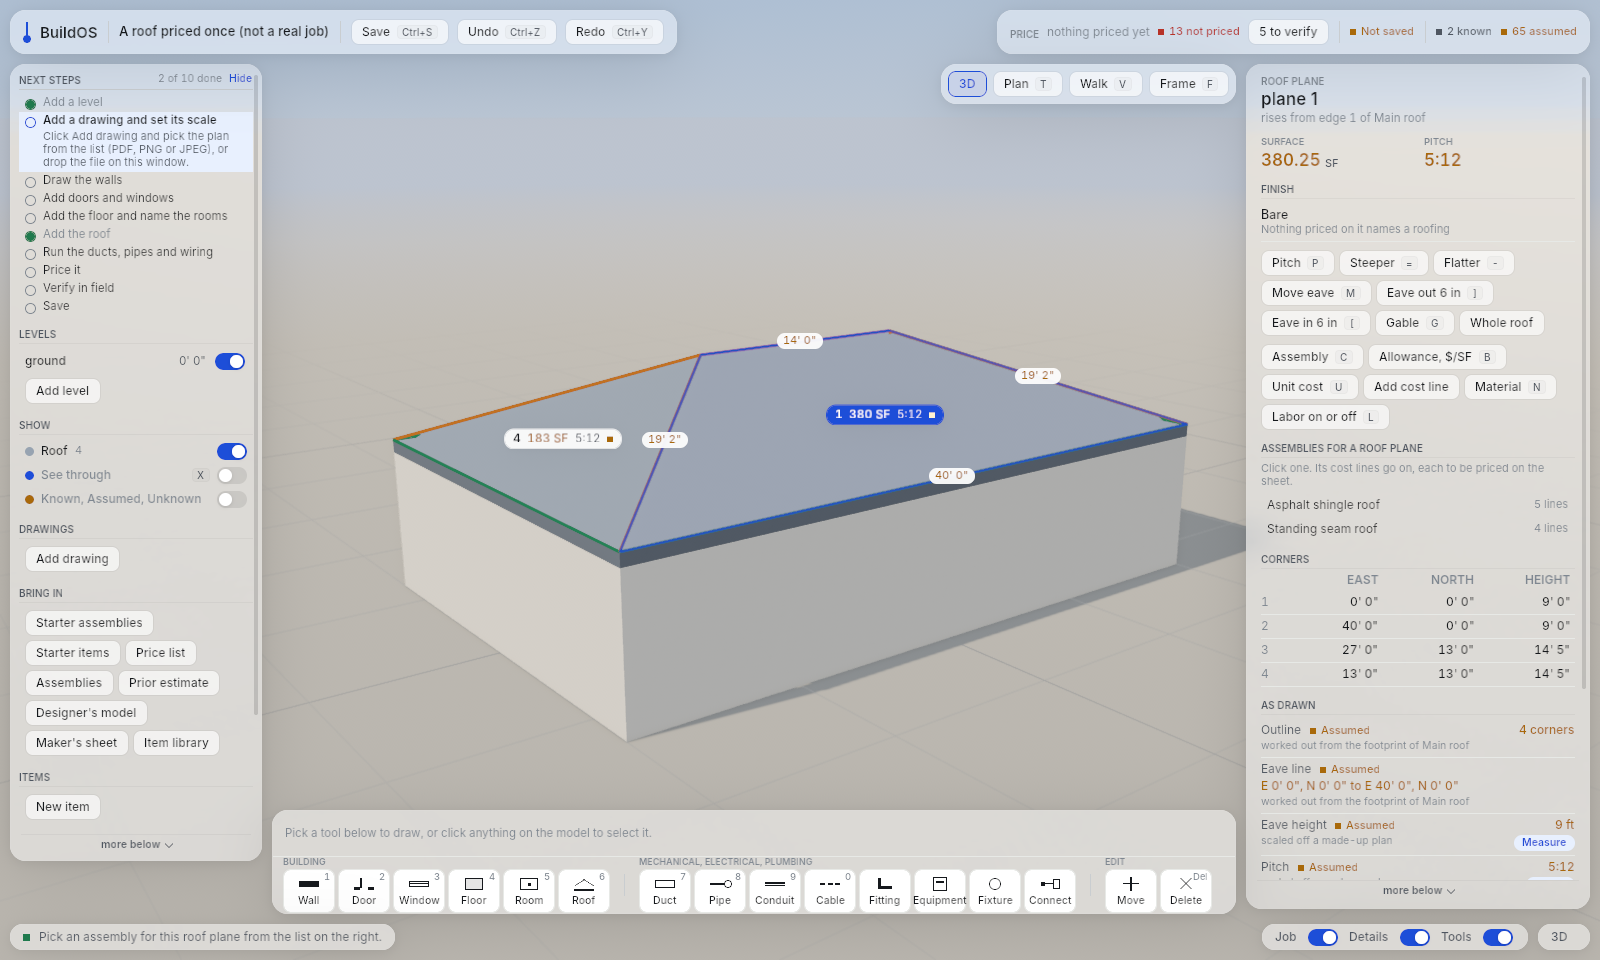 BuildOS
A roof priced once (not a real job)
Save Ctrl+S
Undo Ctrl+Z
Redo Ctrl+Y
PRICE nothing priced yet 13 not priced 5 to verify Not saved 2 known 65 assumed
NEXT STEPS 2 of 10 done Hide
Add a level
Add a drawing and set its scale
Click Add drawing and pick the plan
from the list (PDF, PNG or JPEG), or
drop the file on this window.
Draw the walls
Add doors and windows
Add the floor and name the rooms
Add the roof
Run the ducts, pipes and wiring
Price it
Verify in field
Save
LEVELS
ground 0' 0"
Add level
SHOW
Roof 4
See through X
Known, Assumed, Unknown
DRAWINGS
Add drawing
BRING IN
Starter assemblies
Starter items Price list
Assemblies Prior estimate
Designer's model
Maker's sheet Item library
ITEMS
New item
more below
3D Plan T Walk V Frame F
14' 0"
19' 2"
1 380 SF 5:12
4 183 SF 5:12
19' 2"
40' 0"
ROOF PLANE
plane 1
rises from edge 1 of Main roof
SURFACE PITCH
380.25 SF 5:12
FINISH
Bare
Nothing priced on it names a roofing
Pitch P Steeper = Flatter -
Move eave M Eave out 6 in ]
Eave in 6 in [ Gable G Whole roof
Assembly C Allowance, $/SF B
Unit cost U Add cost line Material N
Labor on or off L
ASSEMBLIES FOR A ROOF PLANE
Click one. Its cost lines go on, each to be priced on the
sheet.
Asphalt shingle roof 5 lines
Standing seam roof 4 lines
CORNERS
EAST NORTH HEIGHT
1 0' 0" 0' 0" 9' 0"
2 40' 0" 0' 0" 9' 0"
3 27' 0" 13' 0" 14' 5"
4 13' 0" 13' 0" 14' 5"
AS DRAWN
Outline Assumed 4 corners
worked out from the footprint of Main roof
Eave line Assumed
E 0' 0", N 0' 0" to E 40' 0", N 0' 0"
worked out from the footprint of Main roof
Eave height Assumed 9 ft
scaled off a made-up plan Measure
Pitch Assumed 5:12
more below
Pick a tool below to draw, or click anything on the model to select it.
BUILDING MECHANICAL, ELECTRICAL, PLUMBING EDIT
1 2 3 4 5 6 7 8 9 0 Del
Wall Door Window Floor Room Roof Duct Pipe Conduit Cable Fitting Equipment Fixture Connect Move Delete
Pick an assembly for this roof plane from the list on the right.
Job Details Tools 3D